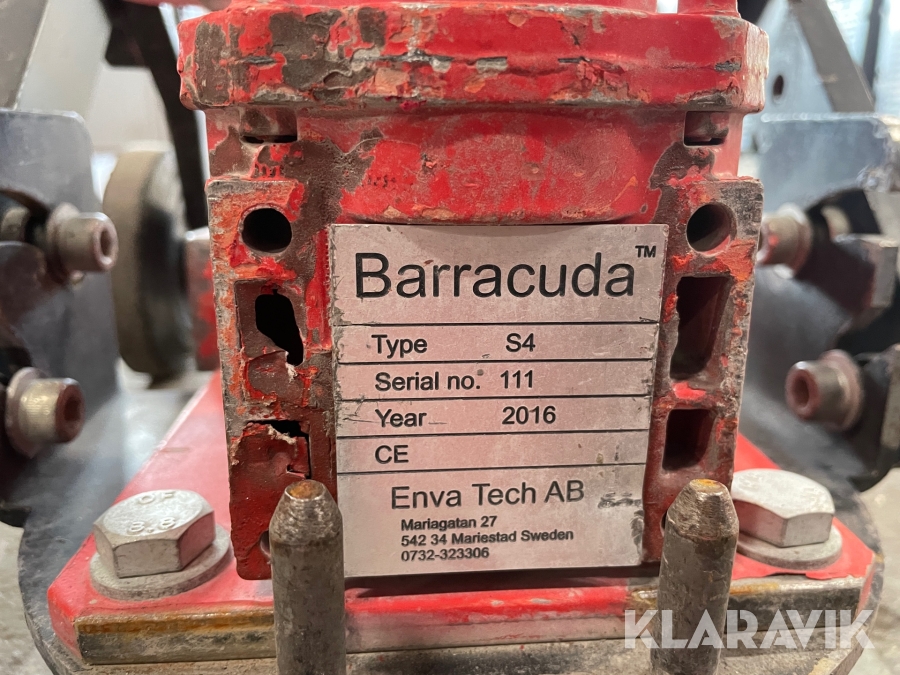 Barracuda™
Type S4
Serial no. 111
Year 2016
CE
Enva Tech AB
Mariagatan 27
542 34 Mariestad Sweden
0732-323306
8.8
KLARAVIK